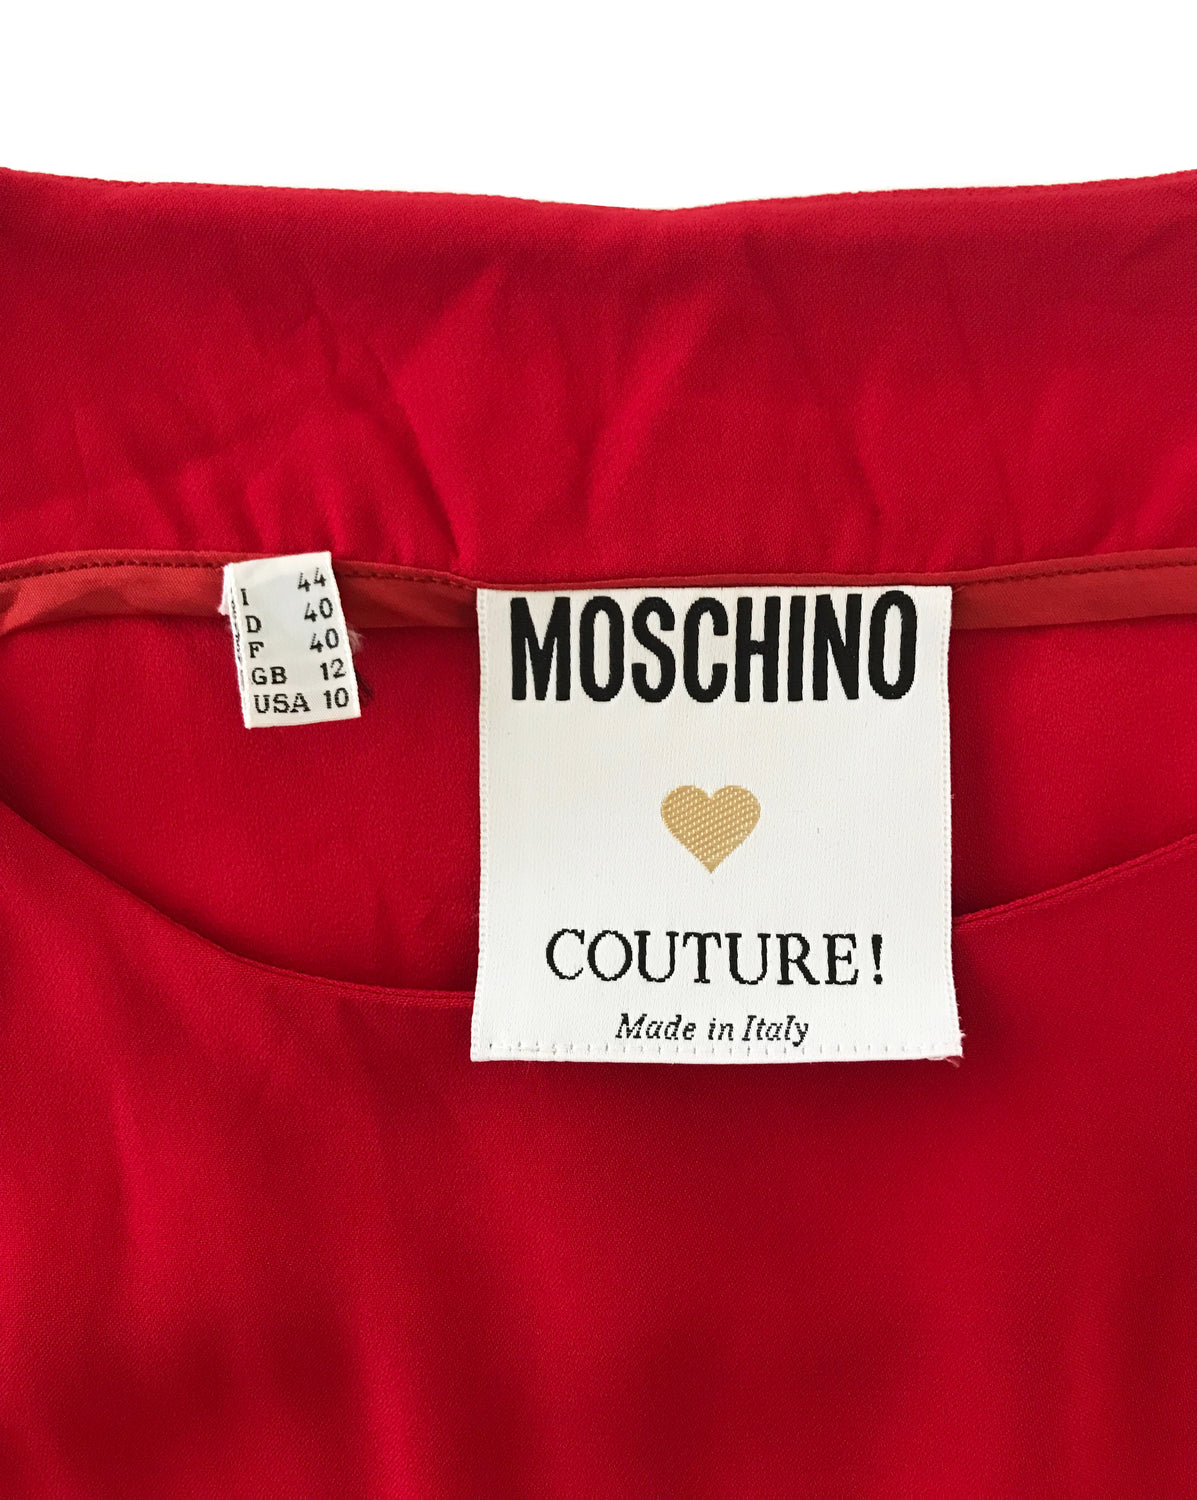 I 44
D 40
F 40
GB 12
USA 10
MOSCHINO
COUTURE!
Made in Italy